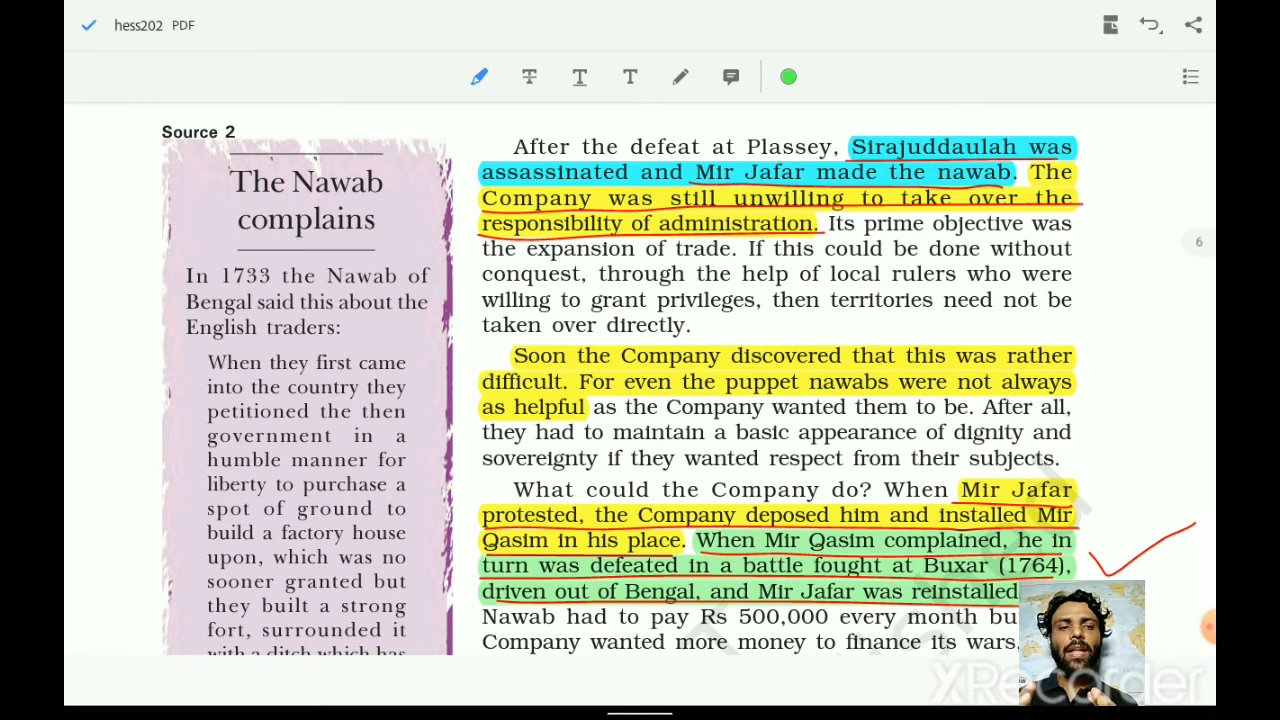 hess202 PDF
Source 2
The Nawab
complains
In 1733 the Nawab of
Bengal said this about the
English traders:
When they first came
into the country they
petitioned the then
government in a
humble manner for
liberty to purchase a
spot of ground to
build a factory house
upon, which was no
sooner granted but
they built a strong
fort, surrounded it
with a ditch which has
After the defeat at Plassey, Sirajuddaulah was
assassinated and Mir Jafar made the nawab. The
Company was still unwilling to take over the
responsibility of administration. Its prime objective was
the expansion of trade. If this could be done without
conquest, through the help of local rulers who were
willing to grant privileges, then territories need not be
taken over directly.
Soon the Company discovered that this was rather
difficult. For even the puppet nawabs were not always
as helpful as the Company wanted them to be. After all,
they had to maintain a basic appearance of dignity and
sovereignty if they wanted respect from their subjects.
What could the Company do? When Mir Jafar
protested, the Company deposed him and installed Mir
Qasim in his place. When Mir Qasim complained, he in
turn was defeated in a battle fought at Buxar (1764),
driven out of Bengal, and Mir Jafar was reinstalled
Nawab had to pay Rs 500,000 every month bu
Company wanted more money to finance its wars,
6
XRecorder